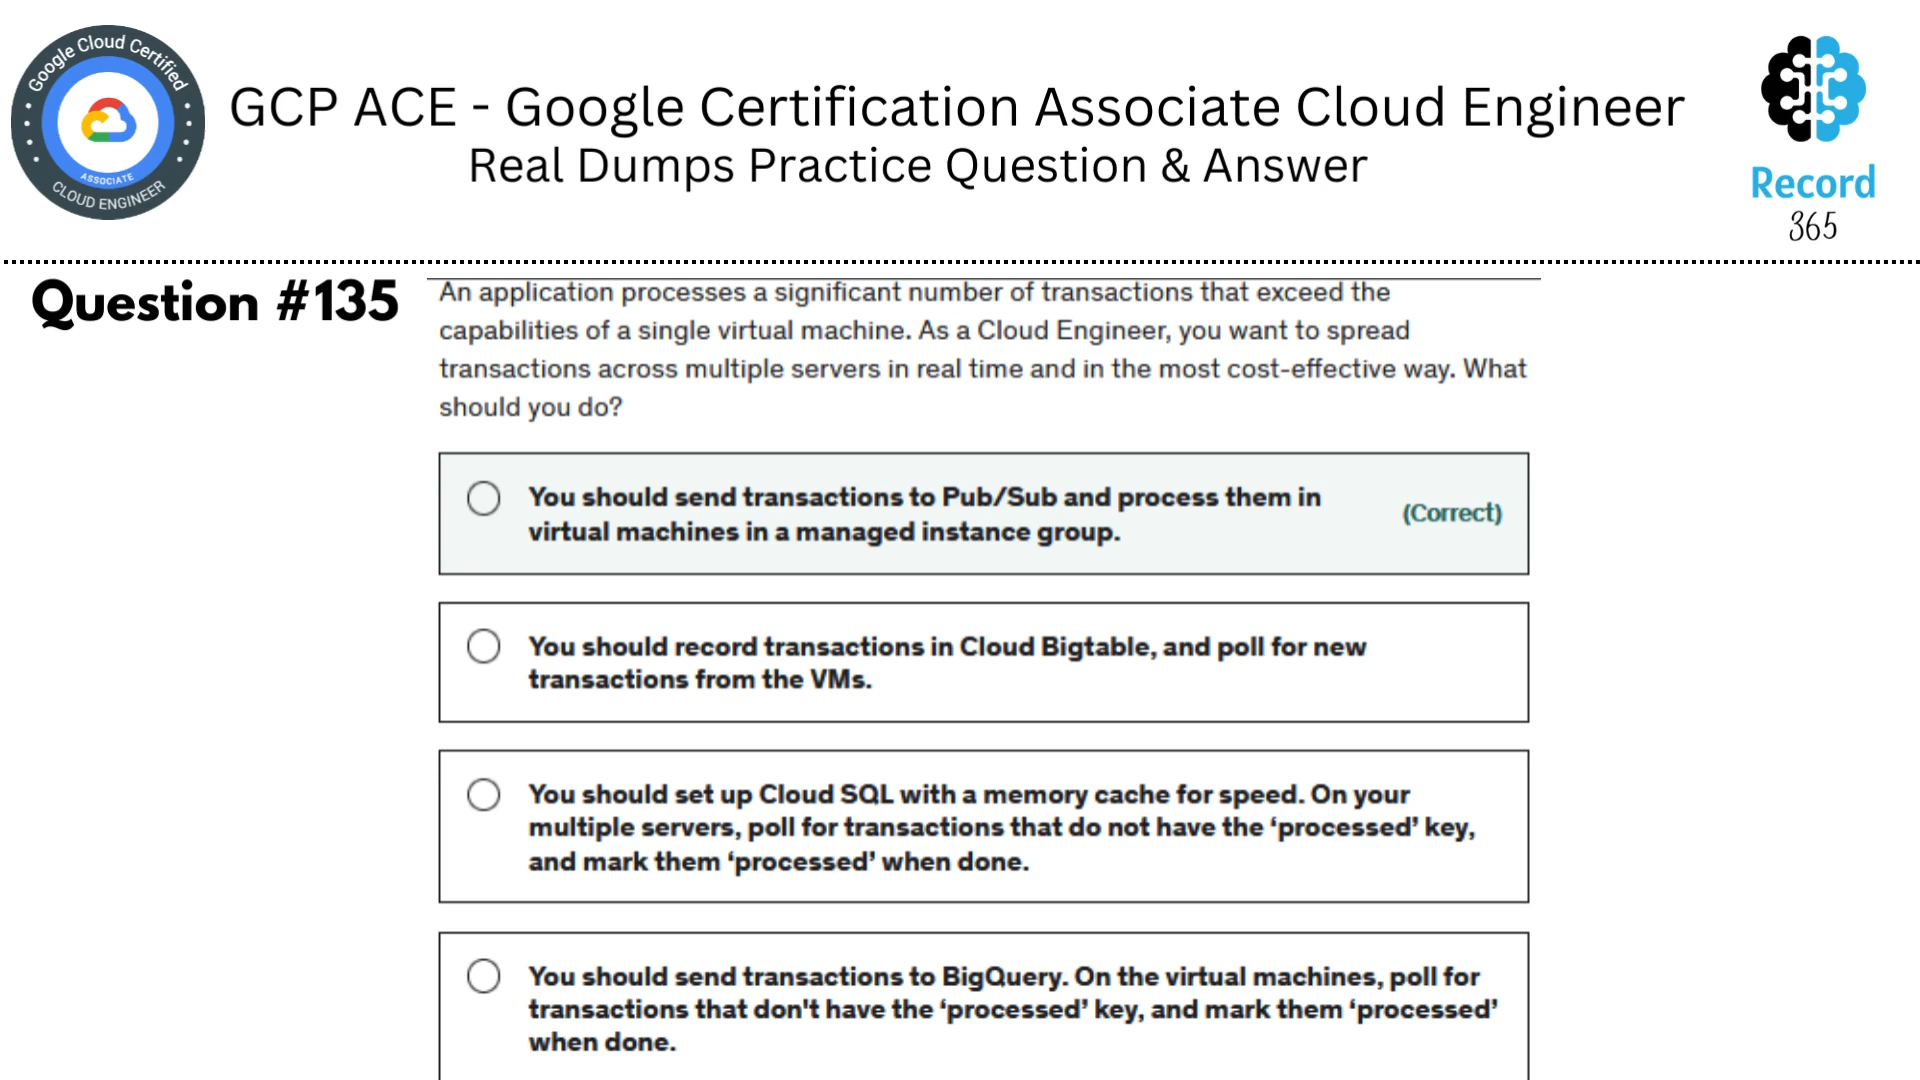 Google Cloud Certified
ASSOCIATE
CLOUD ENGINEER
GCP ACE - Google Certification Associate Cloud Engineer
Real Dumps Practice Question & Answer
Record
365
Question #135
An application processes a significant number of transactions that exceed the
capabilities of a single virtual machine. As a Cloud Engineer, you want to spread
transactions across multiple servers in real time and in the most cost-effective way. What
should you do?
You should send transactions to Pub/Sub and process them in
virtual machines in a managed instance group.
(Correct)
You should record transactions in Cloud Bigtable, and poll for new
transactions from the VMs.
You should set up Cloud SQL with a memory cache for speed. On your
multiple servers, poll for transactions that do not have the ‘processed’ key,
and mark them ‘processed’ when done.
You should send transactions to BigQuery. On the virtual machines, poll for
transactions that don't have the ‘processed’ key, and mark them ‘processed’
when done.